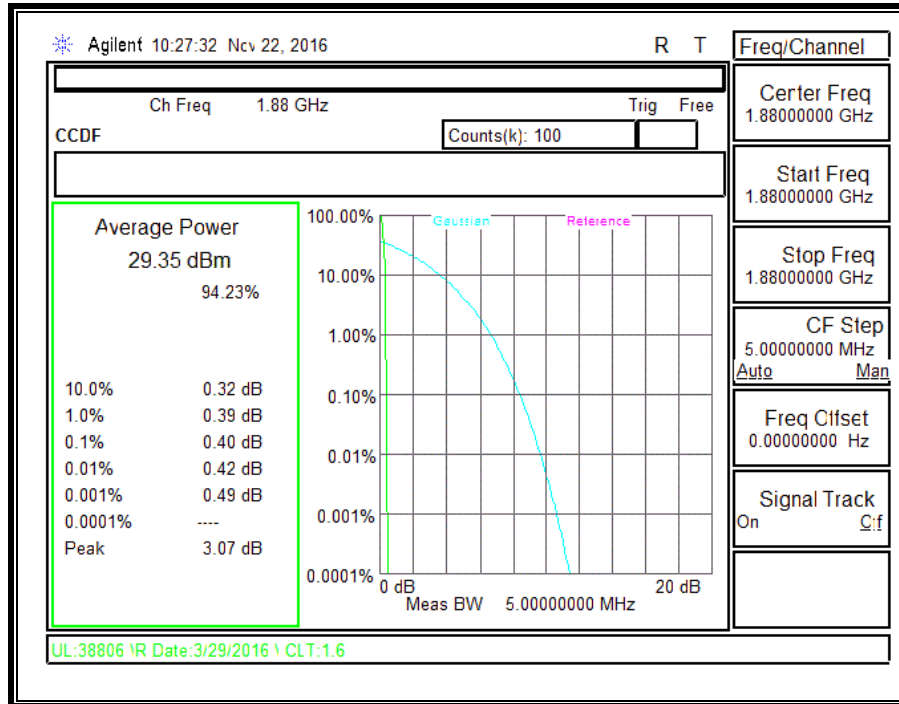 Agilent 10:27:32 Nov 22, 2016 R T
Ch Freq 1.88 GHz Trig Free
CCDF Counts(k): 100
Average Power
29.35 dBm
94.23%
10.0% 0.32 dB
1.0% 0.39 dB
0.1% 0.40 dB
0.01% 0.42 dB
0.001% 0.49 dB
0.0001% ----
Peak 3.07 dB
Gaussian Reference
100.00%
10.00%
1.00%
0.10%
0.01%
0.001%
0.0001%
0 dB 20 dB
Meas BW 5.00000000 MHz
Freq/Channel
Center Freq
1.88000000 GHz
Start Freq
1.88000000 GHz
Stop Freq
1.88000000 GHz
CF Step
5.00000000 MHz
Auto Man
Freq Offset
0.00000000 Hz
Signal Track
On Off
UL:38806 \R Date:3/29/2016 \ CLT:1.6